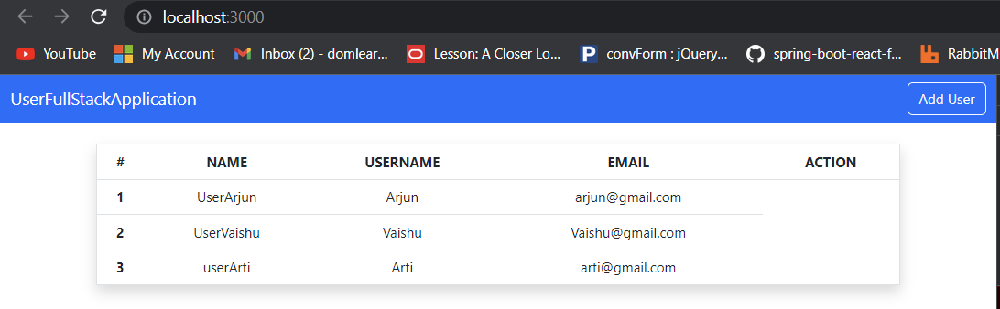 localhost:3000
YouTube My Account Inbox (2) - domlear... Lesson: A Closer Lo... convForm : jQuery... spring-boot-react-f... RabbitM
UserFullStackApplication Add User
# NAME USERNAME EMAIL ACTION
1 UserArjun Arjun arjun@gmail.com
2 UserVaishu Vaishu Vaishu@gmail.com
3 userArti Arti arti@gmail.com